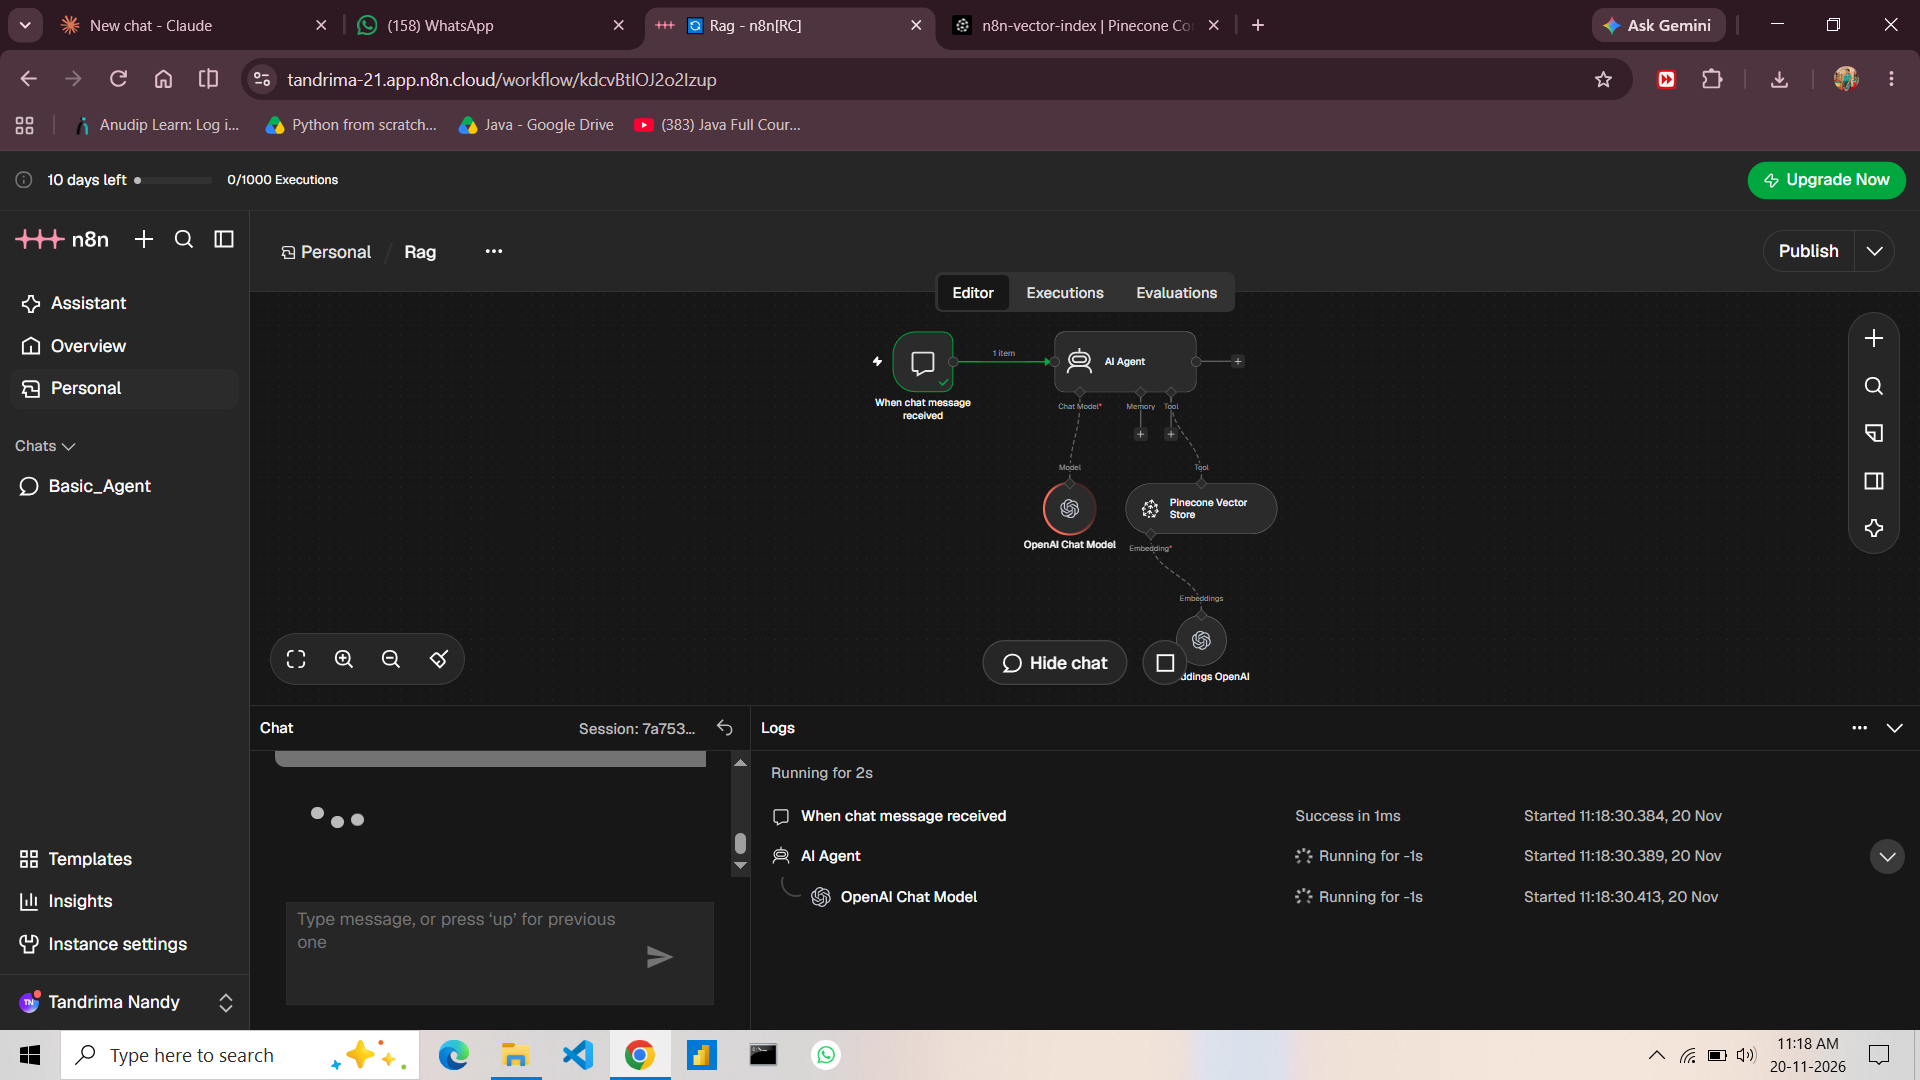 New chat - Claude
(158) WhatsApp
Rag - n8n[RC]
n8n-vector-index | Pinecone Co
Ask Gemini
tandrima-21.app.n8n.cloud/workflow/kdcvBtIOJ2o2Izup
Anudip Learn: Log i...
Python from scratch...
Java - Google Drive
(383) Java Full Cour...
10 days left
0/1000 Executions
Upgrade Now
n8n
Personal / Rag
Publish
Editor
Executions
Evaluations
Assistant
Overview
Personal
Chats
Basic_Agent
1 item
AI Agent
When chat message
received
Chat Model*
Memory
Tool
Model
Tool
Pinecone Vector
Store
OpenAI Chat Model
Embedding*
Embeddings
Hide chat
ddings OpenAI
Chat
Session: 7a753...
Logs
Running for 2s
When chat message received
Success in 1ms
Started 11:18:30.384, 20 Nov
AI Agent
Running for -1s
Started 11:18:30.389, 20 Nov
OpenAI Chat Model
Running for -1s
Started 11:18:30.413, 20 Nov
Type message, or press ‘up’ for previous
one
Templates
Insights
Instance settings
TN
Tandrima Nandy
Type here to search
11:18 AM
20-11-2026